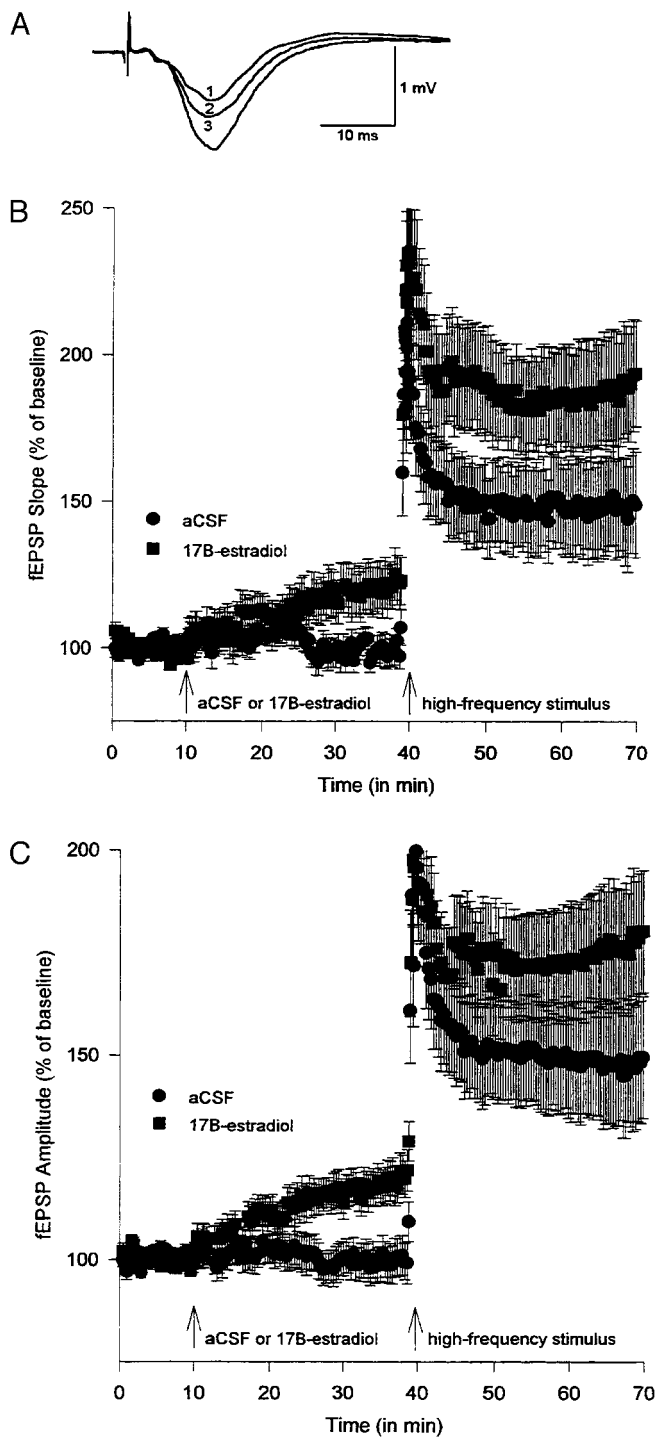 A
1
2
3
1 mV
10 ms
B
250
200
150
100
fEPSP Slope (% of baseline)
aCSF
17B-estradiol
aCSF or 17B-estradiol
high-frequency stimulus
0 10 20 30 40 50 60 70
Time (in min)
C
200
150
100
fEPSP Amplitude (% of baseline)
aCSF
17B-estradiol
aCSF or 17B-estradiol
high-frequency stimulus
0 10 20 30 40 50 60 70
Time (in min)